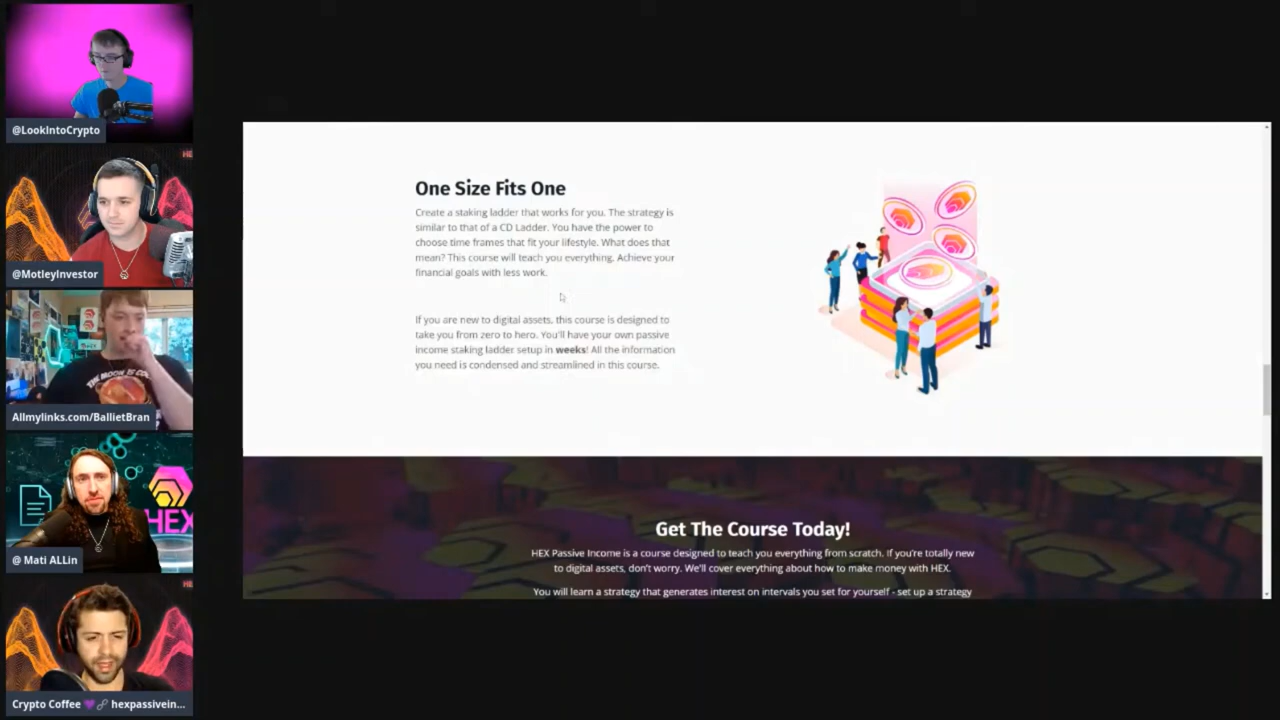 @LookIntoCrypto
HE
@MotleyInvestor
THE MOON IS
Allmylinks.com/BallietBran
HEX
@ Mati ALLin
HE
Crypto Coffee 💜🔗 hexpassivein...
One Size Fits One
Create a staking ladder that works for you. The strategy is
similar to that of a CD Ladder. You have the power to
choose time frames that fit your lifestyle. What does that
mean? This course will teach you everything. Achieve your
financial goals with less work.
If you are new to digital assets, this course is designed to
take you from zero to hero. You'll have your own passive
income staking ladder setup in weeks! All the information
you need is condensed and streamlined in this course.
Get The Course Today!
HEX Passive Income is a course designed to teach you everything from scratch. If you're totally new
to digital assets, don't worry. We'll cover everything about how to make money with HEX.
You will learn a strategy that generates interest on intervals you set for yourself - set up a strategy